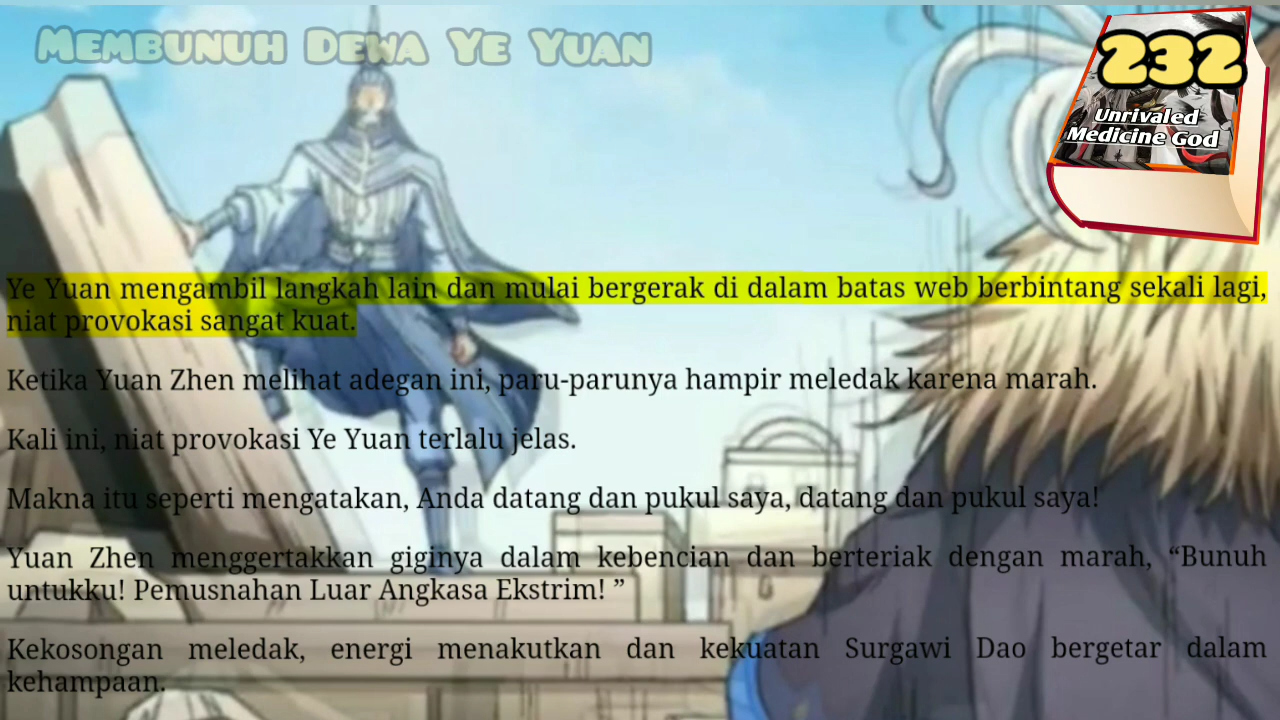 Membunuh Dewa Ye Yuan
232
Unrivaled
Medicine God
Ye Yuan mengambil langkah lain dan mulai bergerak di dalam batas web berbintang sekali lagi,
niat provokasi sangat kuat.
Ketika Yuan Zhen melihat adegan ini, paru-parunya hampir meledak karena marah.
Kali ini, niat provokasi Ye Yuan terlalu jelas.
Makna itu seperti mengatakan, Anda datang dan pukul saya, datang dan pukul saya!
Yuan Zhen menggertakkan giginya dalam kebencian dan berteriak dengan marah, “Bunuh
untukku! Pemusnahan Luar Angkasa Ekstrim! ”
Kekosongan meledak, energi menakutkan dan kekuatan Surgawi Dao bergetar dalam
kehampaan.